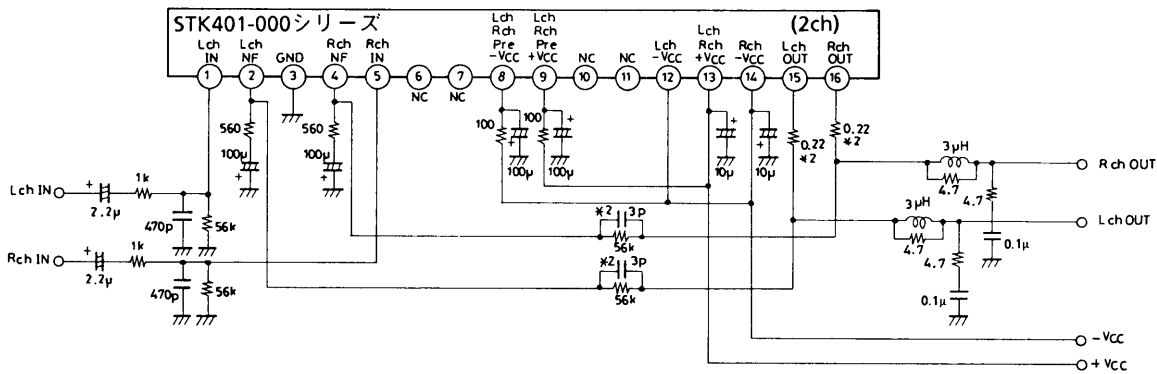 STK401-000シリーズ
(2ch)
Lch
IN
Lch
NF
GND
Rch
NF
Rch
IN
Lch
Rch
Pre
-VCC
Lch
Rch
Pre
+VCC
NC
NC
Lch
-VCC
Lch
Rch
+VCC
Rch
-VCC
Lch
OUT
Rch
OUT
1
2
3
4
5
6
7
8
9
10
11
12
13
14
15
16
NC
NC
560
100μ
+
560
100μ
+
100
+
100μ
100
+
100μ
+
10μ
+
10μ
0.22
*2
0.22
*2
3μH
4.7
4.7
Rch OUT
3μH
4.7
4.7
0.1μ
0.1μ
Lch OUT
Lch IN
+
2.2μ
1k
470p
56k
Rch IN
+
2.2μ
1k
470p
56k
*2
3p
56k
*2
3p
56k
-VCC
+VCC